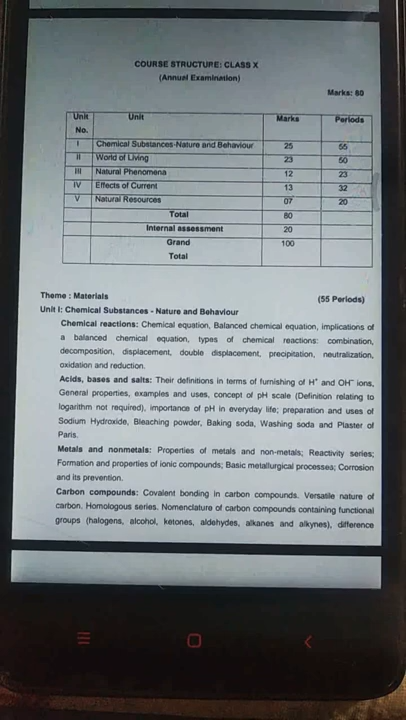 COURSE STRUCTURE: CLASS X
(Annual Examination)
Marks: 80
Unit No. Unit Marks Periods
I Chemical Substances-Nature and Behaviour 25 55
II World of Living 23 50
III Natural Phenomena 12 23
IV Effects of Current 13 32
V Natural Resources 07 20
Total 80
Internal assessment 20
Grand Total 100
Theme : Materials (55 Periods)
Unit I: Chemical Substances - Nature and Behaviour
Chemical reactions: Chemical equation, Balanced chemical equation, implications of
a balanced chemical equation, types of chemical reactions: combination,
decomposition, displacement, double displacement, precipitation, neutralization,
oxidation and reduction.
Acids, bases and salts: Their definitions in terms of furnishing of H⁺ and OH⁻ ions,
General properties, examples and uses, concept of pH scale (Definition relating to
logarithm not required), importance of pH in everyday life; preparation and uses of
Sodium Hydroxide, Bleaching powder, Baking soda, Washing soda and Plaster of
Paris.
Metals and nonmetals: Properties of metals and non-metals; Reactivity series;
Formation and properties of ionic compounds; Basic metallurgical processes; Corrosion
and its prevention.
Carbon compounds: Covalent bonding in carbon compounds. Versatile nature of
carbon. Homologous series. Nomenclature of carbon compounds containing functional
groups (halogens, alcohol, ketones, aldehydes, alkanes and alkynes), difference